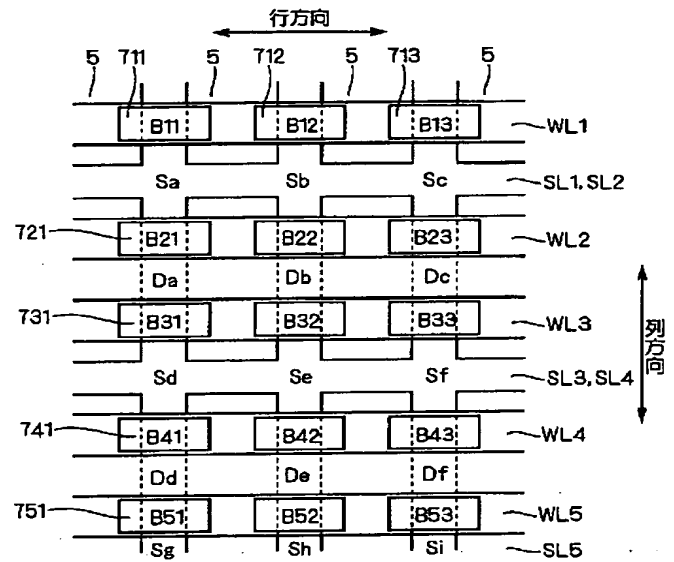 行方向
5 711 5 712 5 713 5
B11 B12 B13 WL1
Sa Sb Sc SL1, SL2
721 B21 B22 B23 WL2
Da Db Dc
731 B31 B32 B33 WL3
列方向
Sd Se Sf SL3, SL4
741 B41 B42 B43 WL4
Dd De Df
751 B51 B52 B53 WL5
Sg Sh Si SL5